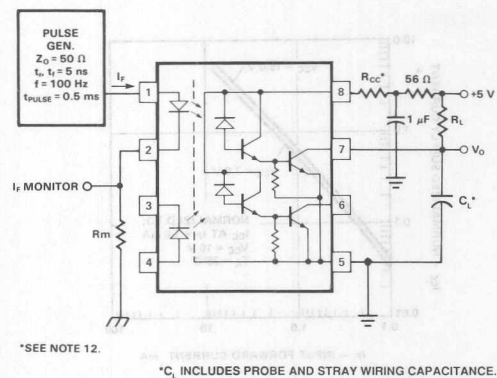 PULSE
GEN.
Z₀ = 50 Ω
tᵣ, t_f = 5 ns
f = 100 Hz
t_PULSE = 0.5 ms
I_F
1
2
3
4
8
7
6
5
R_CC*
56 Ω
+5 V
1 μF
R_L
V_O
C_L*
I_F MONITOR
Rm
*SEE NOTE 12.
*C_L INCLUDES PROBE AND STRAY WIRING CAPACITANCE.